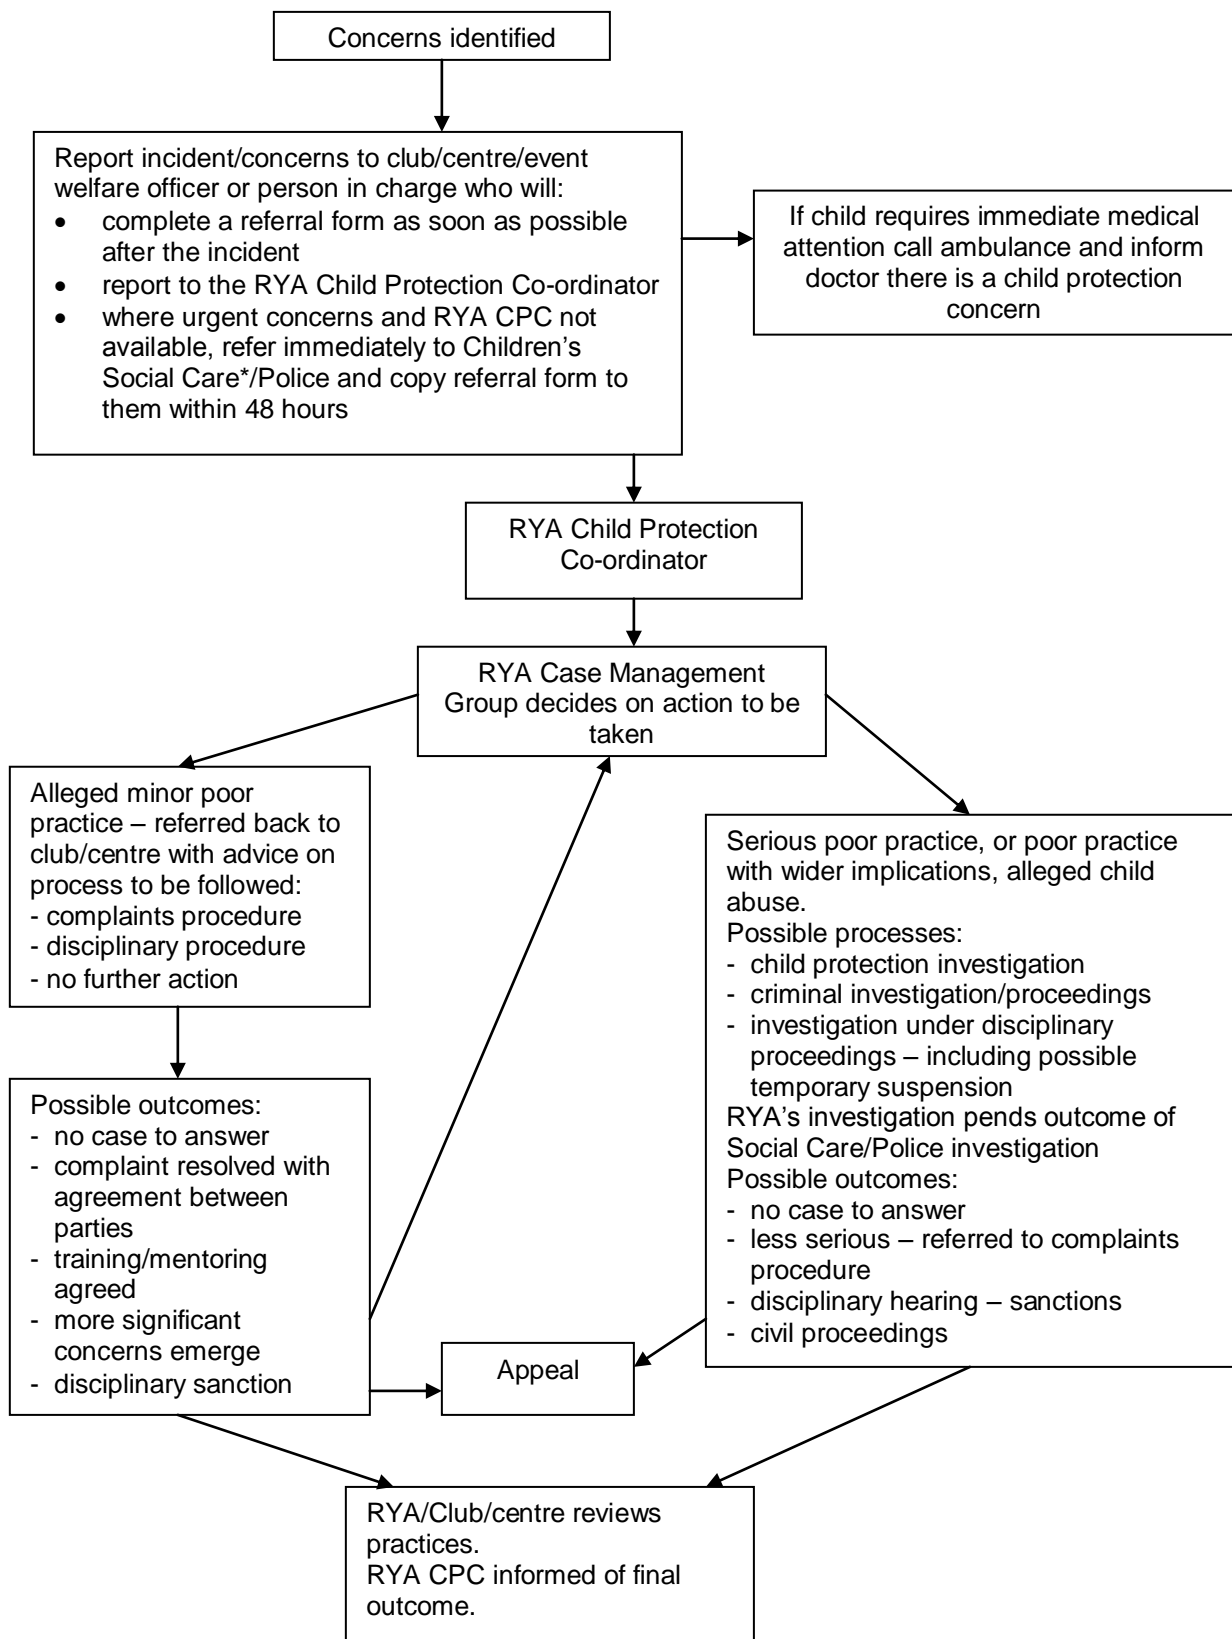 Concerns identified
Report incident/concerns to club/centre/event
welfare officer or person in charge who will:
• complete a referral form as soon as possible
after the incident
• report to the RYA Child Protection Co-ordinator
• where urgent concerns and RYA CPC not
available, refer immediately to Children’s
Social Care*/Police and copy referral form to
them within 48 hours
If child requires immediate medical
attention call ambulance and inform
doctor there is a child protection
concern
RYA Child Protection
Co-ordinator
RYA Case Management
Group decides on action to be
taken
Alleged minor poor
practice – referred back to
club/centre with advice on
process to be followed:
- complaints procedure
- disciplinary procedure
- no further action
Serious poor practice, or poor practice
with wider implications, alleged child
abuse.
Possible processes:
- child protection investigation
- criminal investigation/proceedings
- investigation under disciplinary
proceedings – including possible
temporary suspension
RYA’s investigation pends outcome of
Social Care/Police investigation
Possible outcomes:
- no case to answer
- less serious – referred to complaints
procedure
- disciplinary hearing – sanctions
- civil proceedings
Possible outcomes:
- no case to answer
- complaint resolved with
agreement between
parties
- training/mentoring
agreed
- more significant
concerns emerge
- disciplinary sanction
Appeal
RYA/Club/centre reviews
practices.
RYA CPC informed of final
outcome.